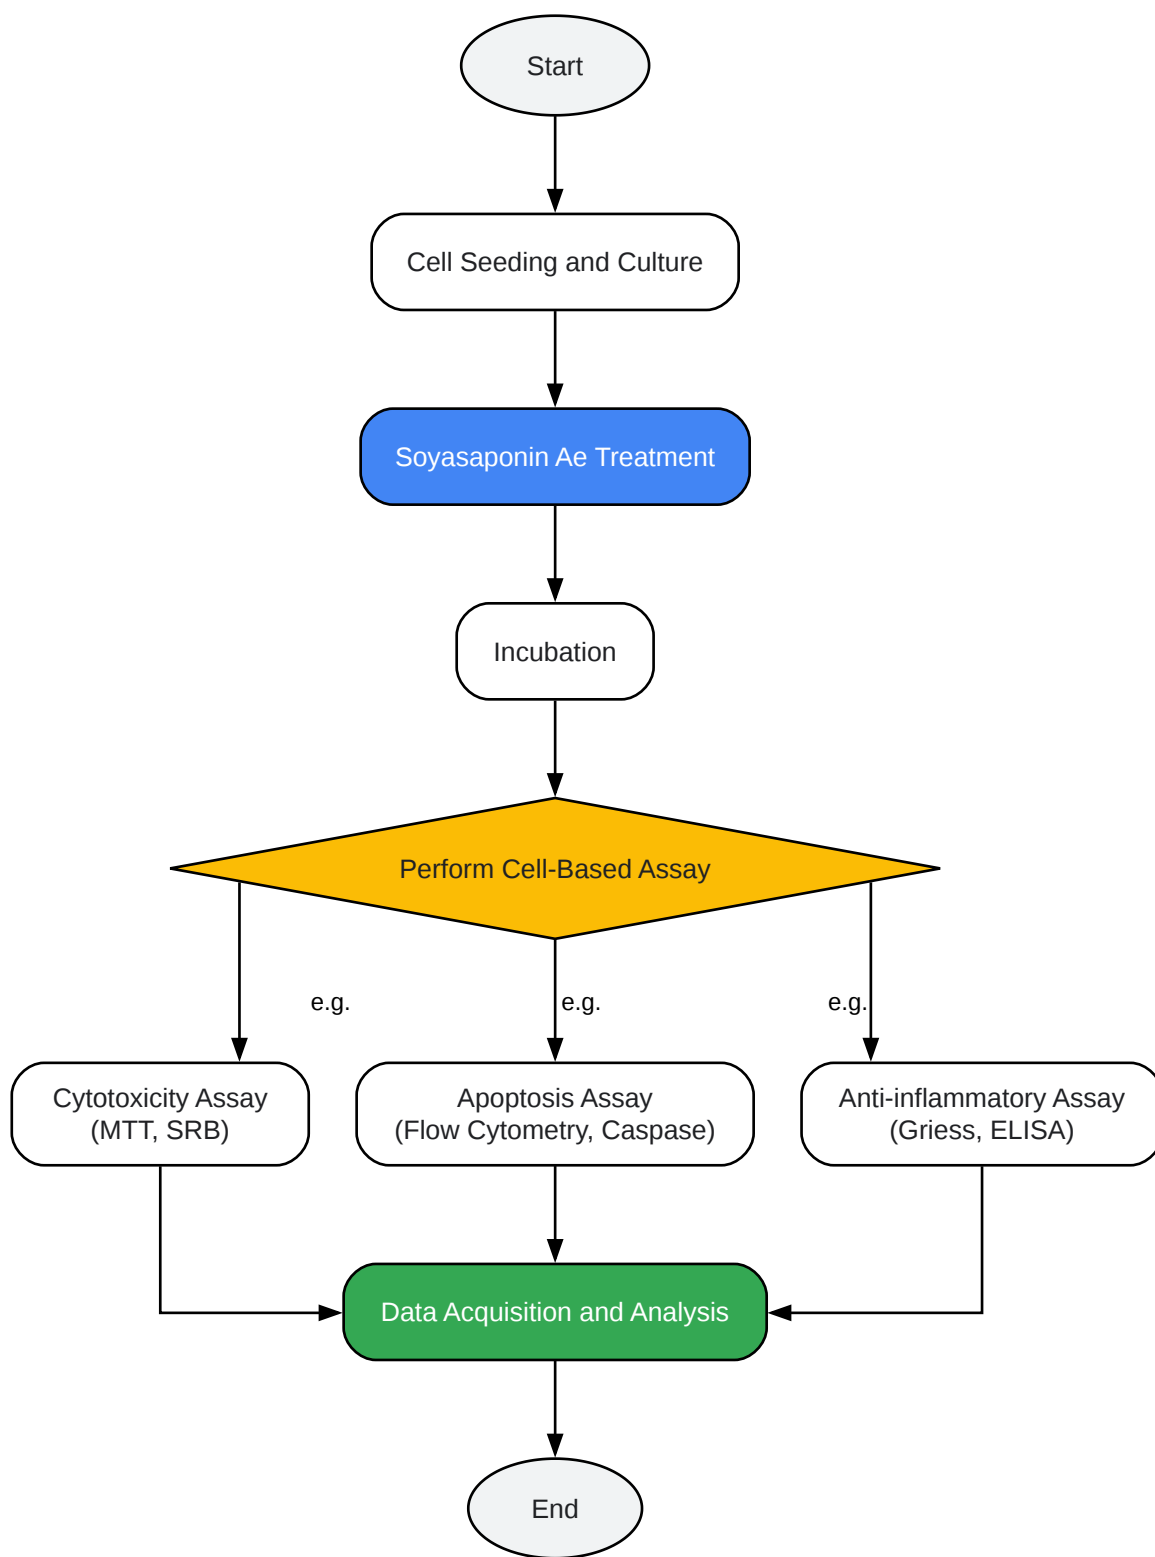 Start
Cell Seeding and Culture
Soyasaponin Ae Treatment
Incubation
Perform Cell-Based Assay
e.g.
e.g.
e.g.
Cytotoxicity Assay
(MTT, SRB)
Apoptosis Assay
(Flow Cytometry, Caspase)
Anti-inflammatory Assay
(Griess, ELISA)
Data Acquisition and Analysis
End